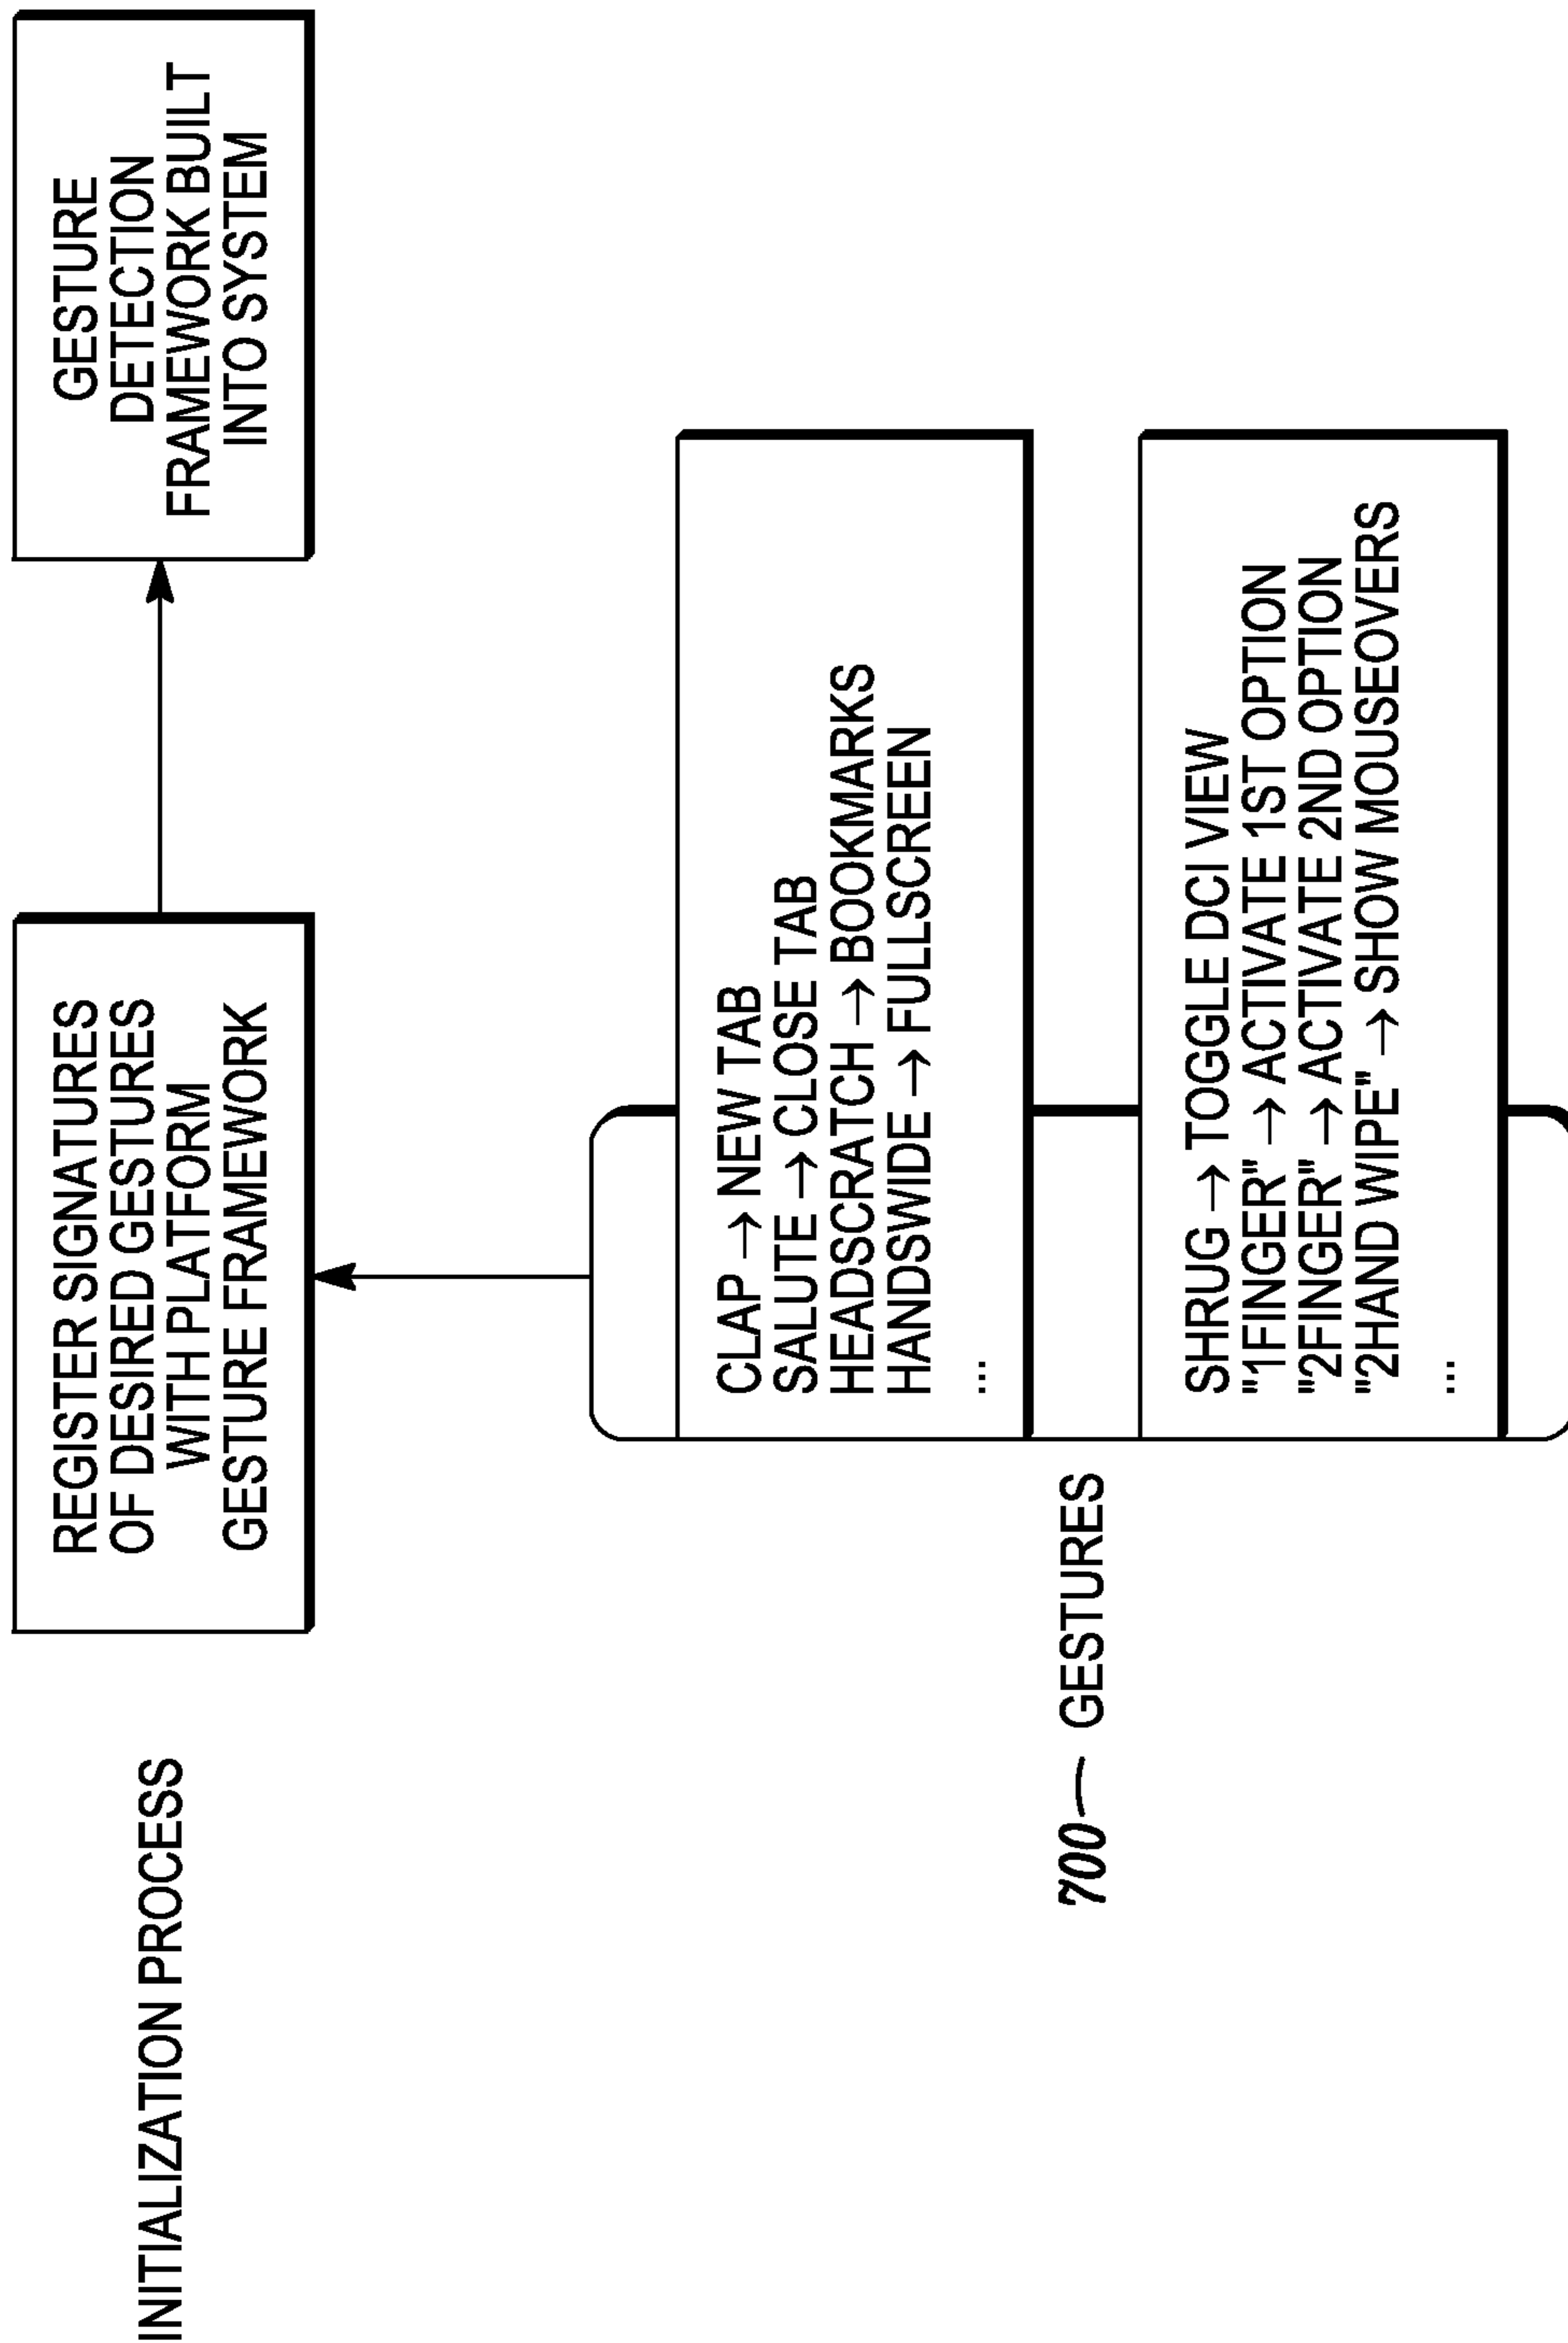 INITIALIZATION PROCESS
REGISTER SIGNATURES
OF DESIRED GESTURES
WITH PLATFORM
GESTURE FRAMEWORK
GESTURE
DETECTION
FRAMEWORK BUILT
INTO SYSTEM
700 GESTURES
CLAP → NEW TAB
SALUTE → CLOSE TAB
HEADSCRATCH → BOOKMARKS
HANDSWIDE → FULLSCREEN
...
SHRUG → TOGGLE DCI VIEW
"1FINGER" → ACTIVATE 1ST OPTION
"2FINGER" → ACTIVATE 2ND OPTION
"2HAND WIPE" → SHOW MOUSEOVERS
...